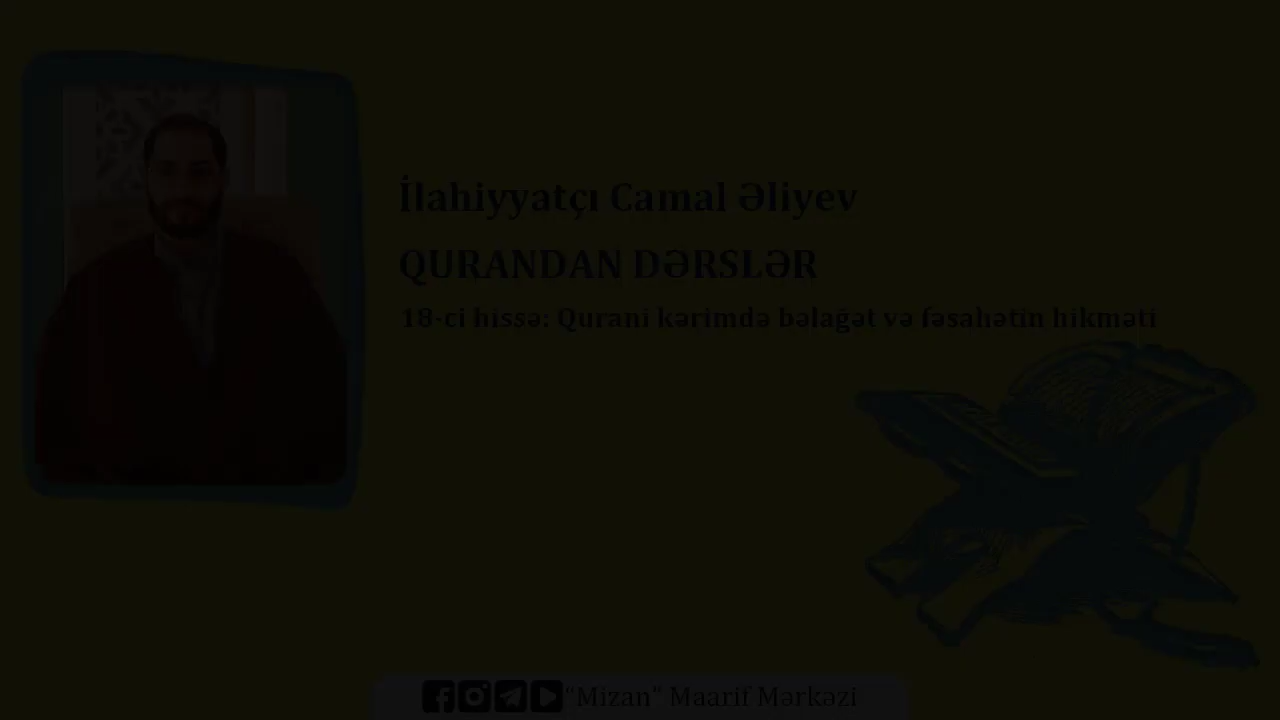 İlahiyyatçı Camal Əliyev
QURANDAN DƏRSLƏR
18-ci hissə: Qurani kərimdə bəlağət və fəsahətin hikməti
"Mizan" Maarif Mərkəzi